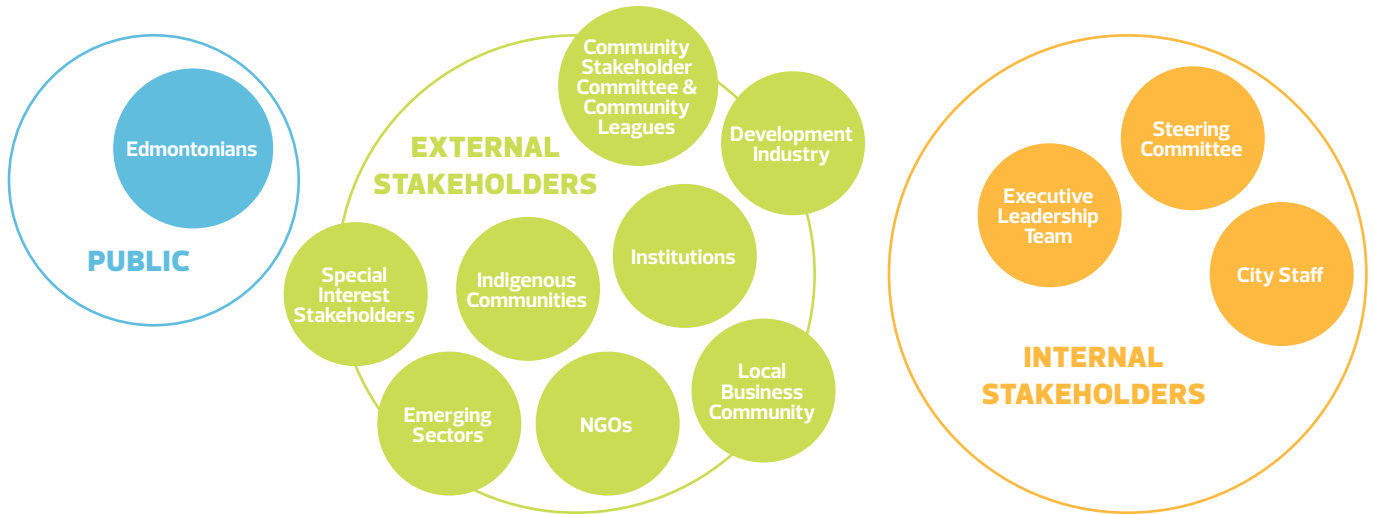 Edmontonians
PUBLIC
EXTERNAL
STAKEHOLDERS
Community
Stakeholder
Committee &
Community
Leagues
Development
Industry
Special
Interest
Stakeholders
Indigenous
Communities
Institutions
Emerging
Sectors
NGOs
Local
Business
Community
Executive
Leadership
Team
Steering
Committee
City Staff
INTERNAL
STAKEHOLDERS